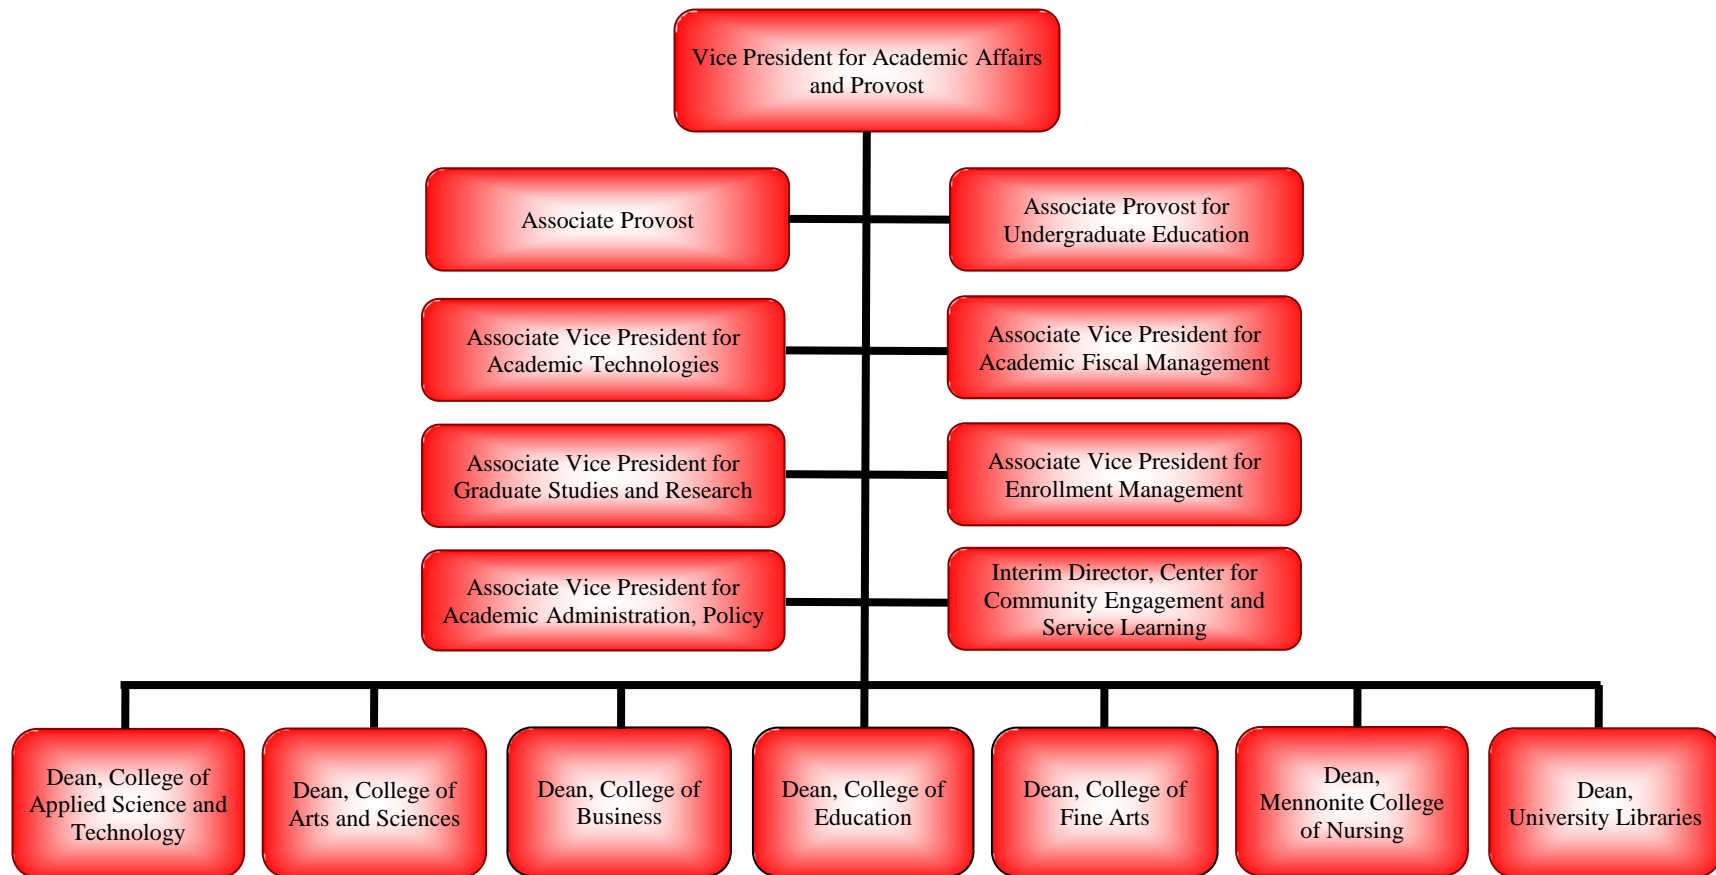 Vice President for Academic Affairs
and Provost
Associate Provost
Associate Provost for
Undergraduate Education
Associate Vice President for
Academic Technologies
Associate Vice President for
Academic Fiscal Management
Associate Vice President for
Graduate Studies and Research
Associate Vice President for
Enrollment Management
Associate Vice President for
Academic Administration, Policy
Interim Director, Center for
Community Engagement and
Service Learning
Dean, College of
Applied Science and
Technology
Dean, College of
Arts and Sciences
Dean, College of
Business
Dean, College of
Education
Dean, College of
Fine Arts
Dean,
Mennonite College
of Nursing
Dean,
University Libraries